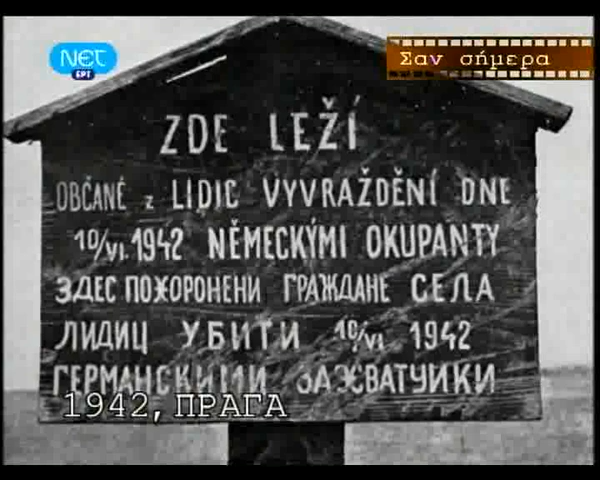 NET
ΕΡΤ
Σαν σήμερα
ZDE LEŽÍ
OBČANÉ z LIDIC VYVRAŽDĚNÍ DNE
10/VI. 1942 NĚMECKÝMI OKUPANTY
ЗДЕС ПОХОРОНЕНИ ГРАЖДАНЕ СЕЛА
ЛИДИЦ УБИТИ 10/VI 1942
ГЕРМАНСКИМИ ЗАХВАТЧИКИ
1942, ΠΡΑΓΑ